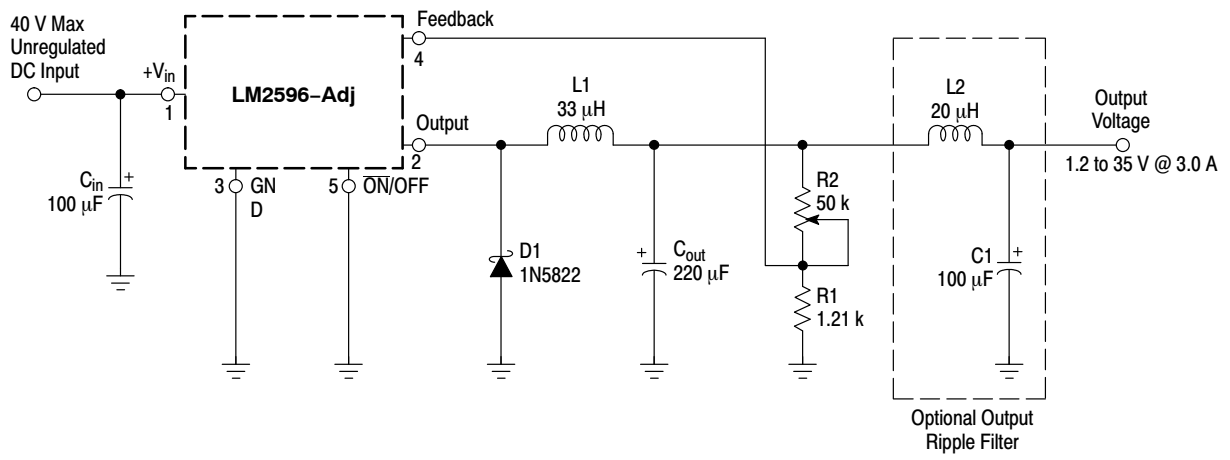 40 V Max
Unregulated
DC Input
+Vin
1
LM2596–Adj
Feedback
4
Output
2
3
GN
D
5
ON/OFF
Cin
100 μF
+
L1
33 μH
D1
1N5822
+
Cout
220 μF
R2
50 k
R1
1.21 k
L2
20 μH
C1
100 μF
+
Output
Voltage
1.2 to 35 V @ 3.0 A
Optional Output
Ripple Filter